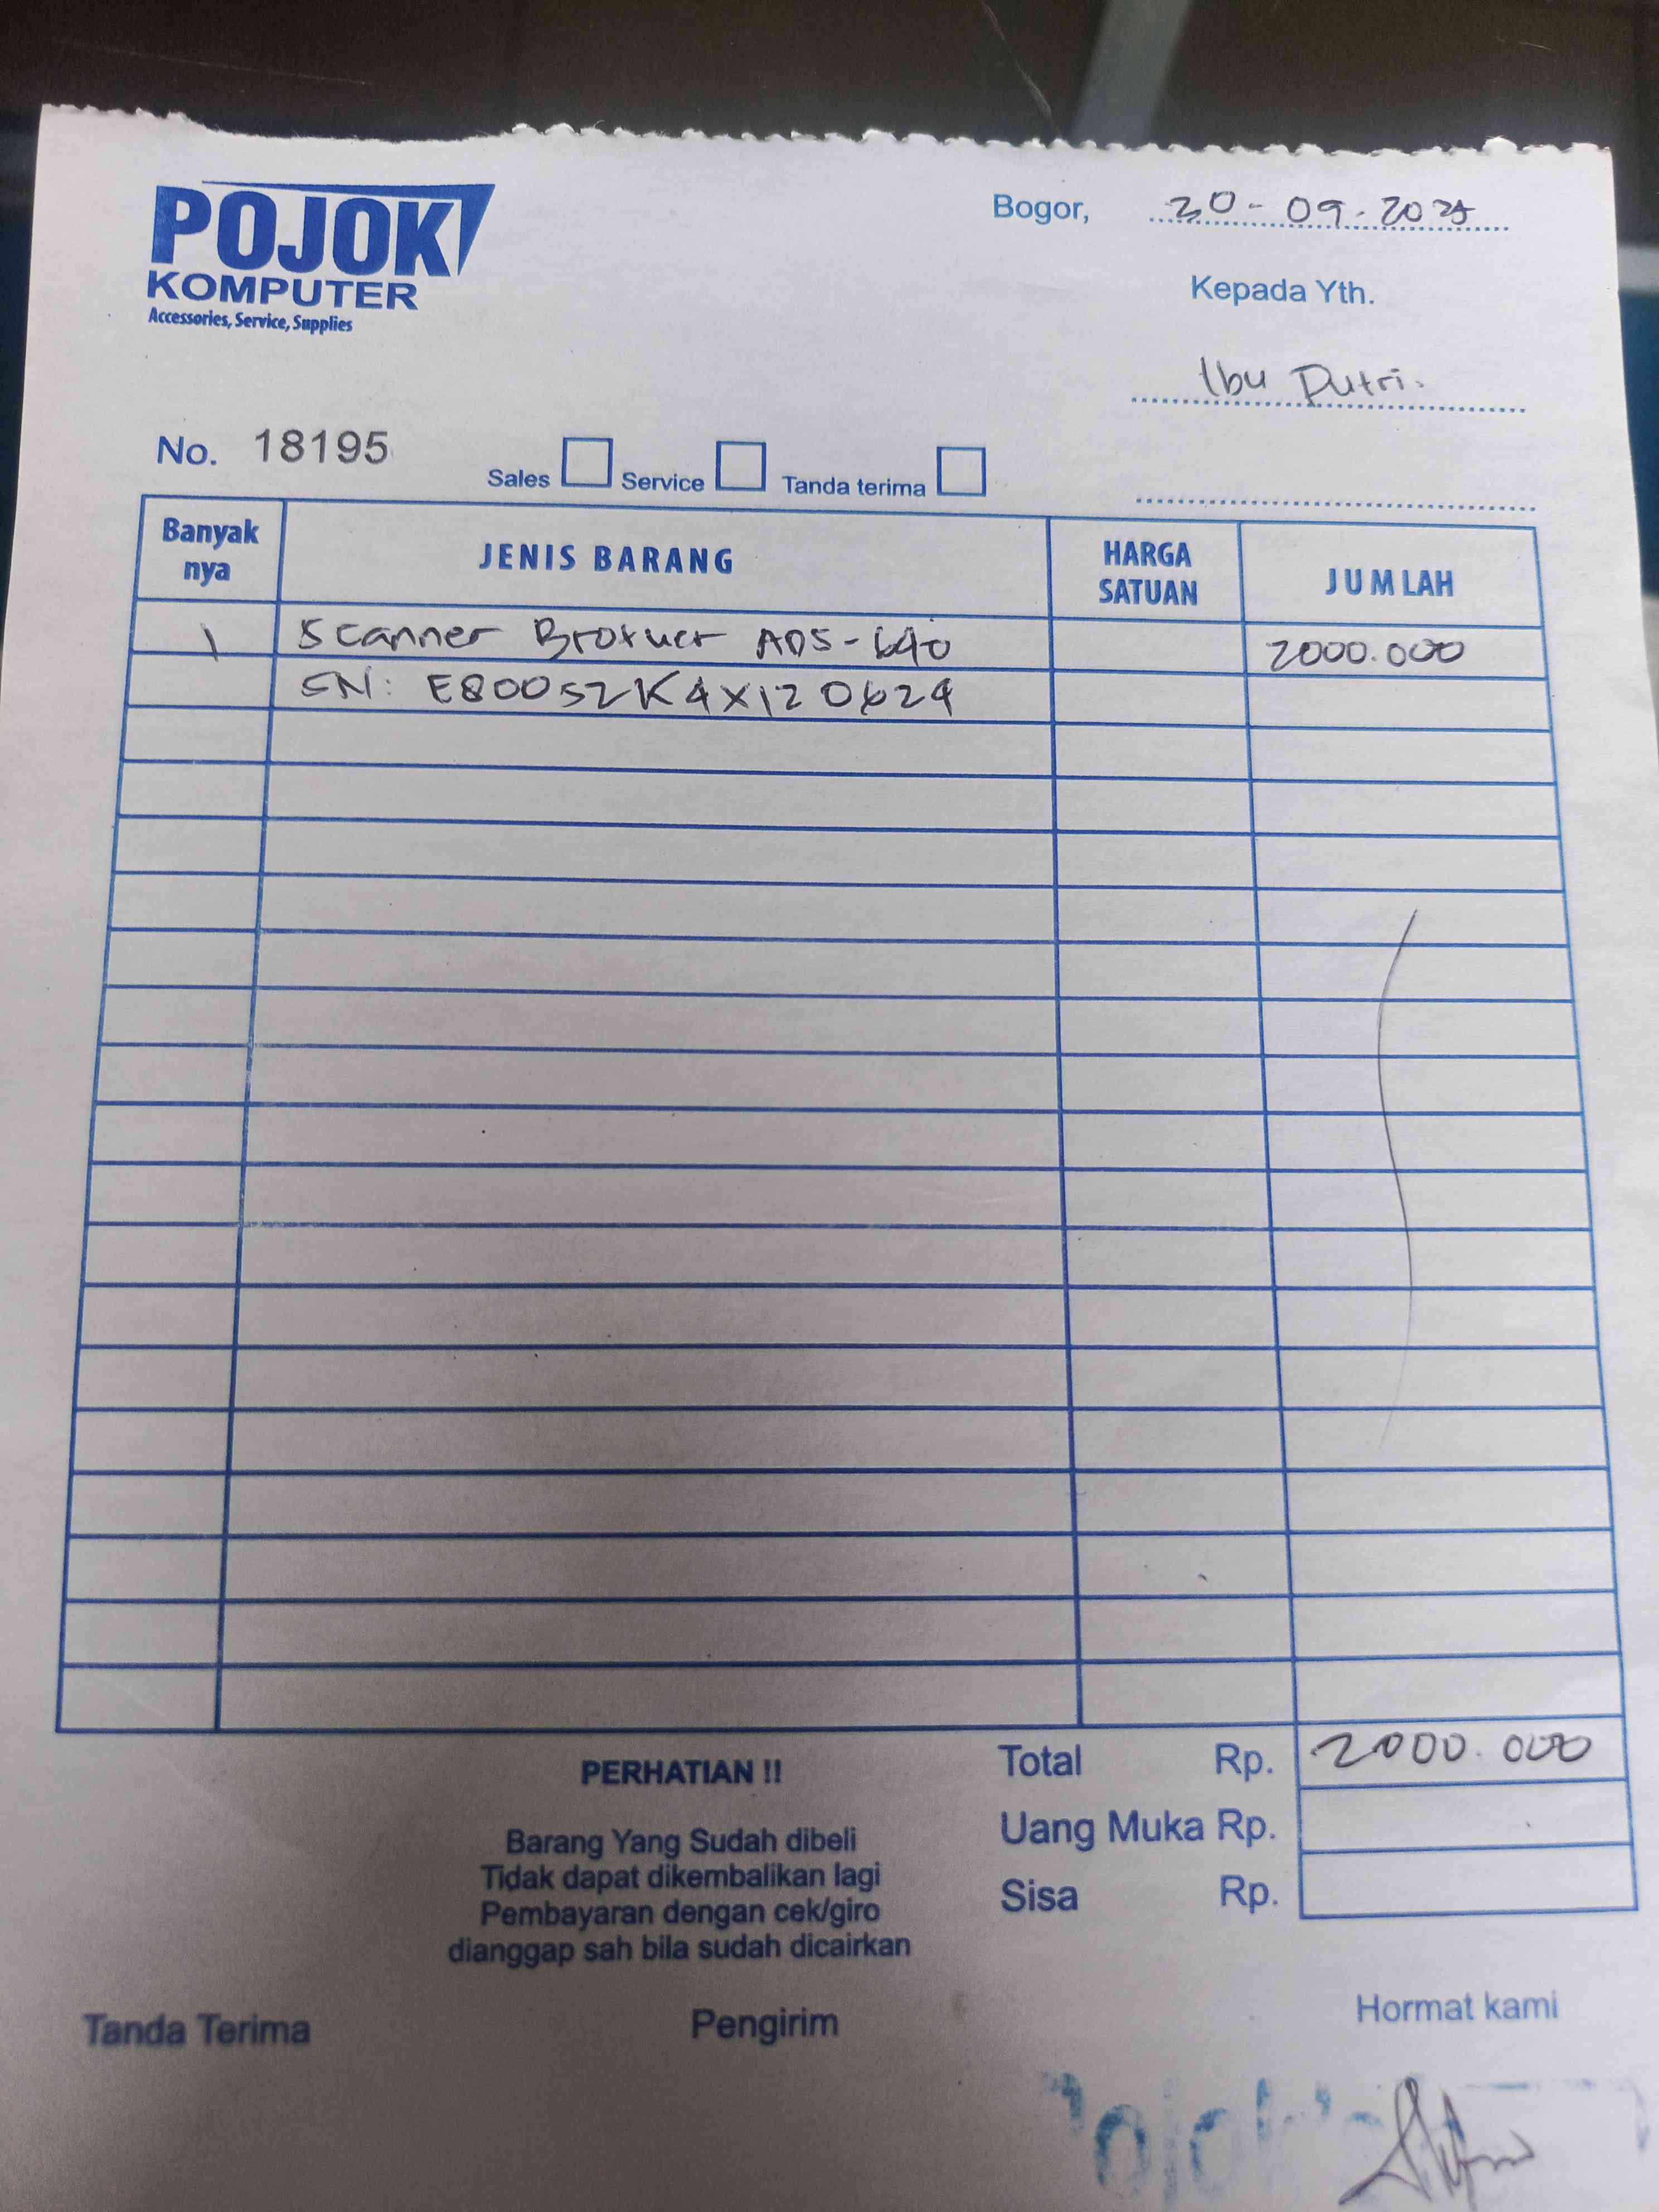 POJOK
KOMPUTER
Accessories, Service, Supplies
Bogor, 30-09-2025
Kepada Yth.
Ibu Putri.
No. 18195
Sales Service Tanda terima
Banyak nya JENIS BARANG HARGA SATUAN JUMLAH
1 Scanner Brother ADS-640 2000.000
SN: E80052K4X120624
Total Rp. 2000.000
Uang Muka Rp.
Sisa Rp.
PERHATIAN !!
Barang Yang Sudah dibeli
Tidak dapat dikembalikan lagi
Pembayaran dengan cek/giro
dianggap sah bila sudah dicairkan
Tanda Terima Pengirim Hormat kami